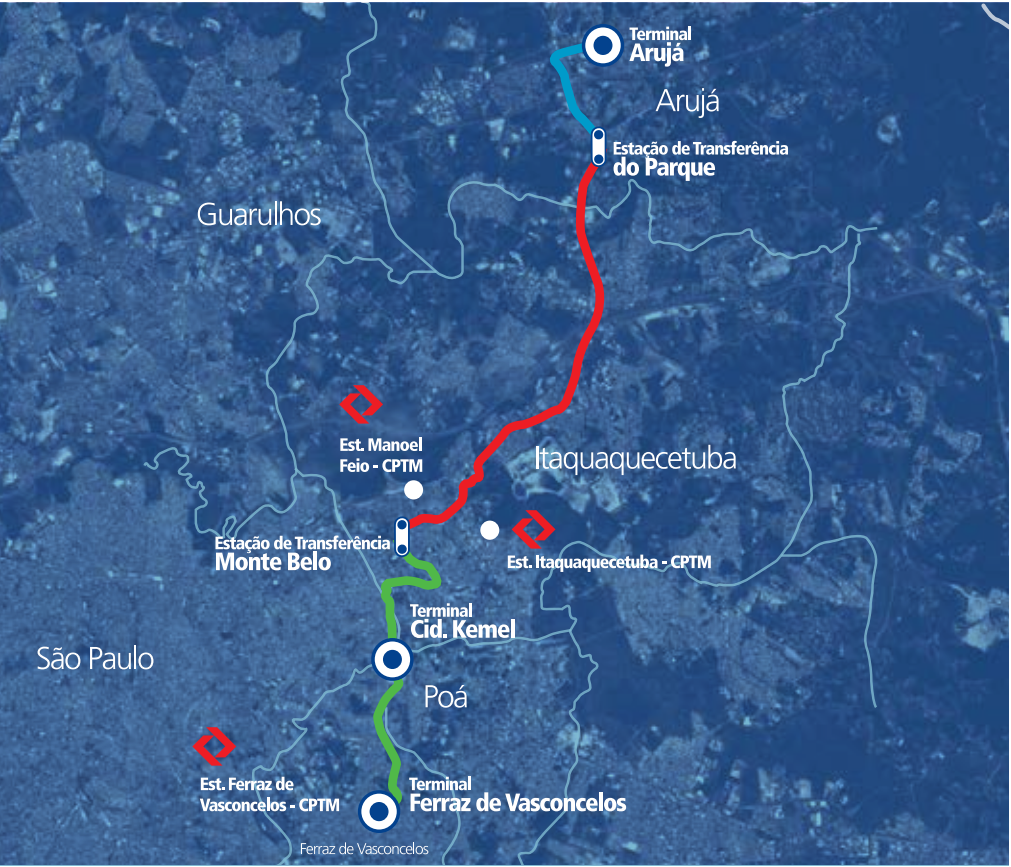 Terminal
Arujá
Arujá
Estação de Transferência
do Parque
Guarulhos
Est. Manoel
Feio - CPTM
Itaquaquecetuba
Estação de Transferência
Monte Belo
Est. Itaquaquecetuba - CPTM
Terminal
Cid. Kemel
São Paulo
Poá
Est. Ferraz de
Vasconcelos - CPTM
Terminal
Ferraz de Vasconcelos
Ferraz de Vasconcelos